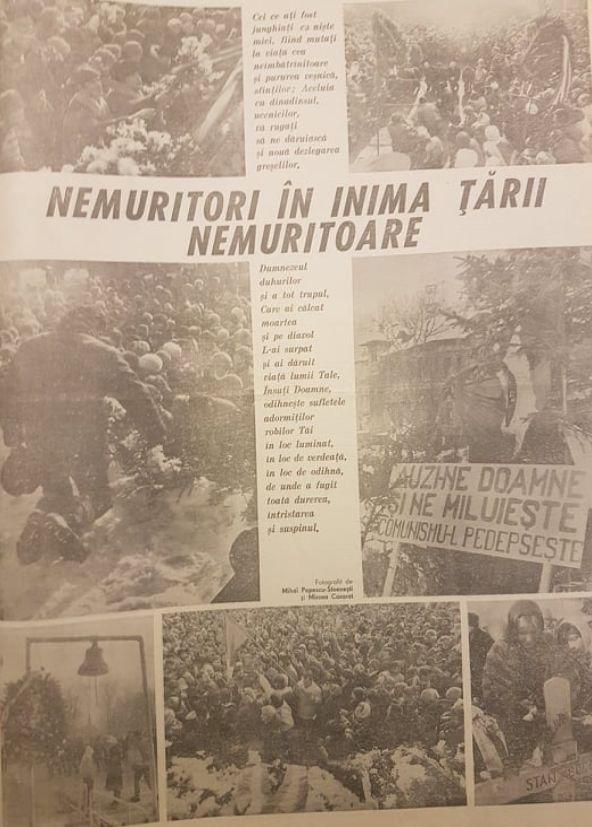 Cei ce ați fost
junghiați ca niște
miei, fiind mutați
la viața cea
neîmbătrînitoare
și pururea veșnică,
sfinților; Aceluia
cu dinadinsul,
ucenicilor,
vă rugați
să ne dăruiască
și nouă dezlegarea
greșelilor.
NEMURITORI ÎN INIMA ȚĂRII
NEMURITOARE
Dumnezeul
duhurilor
și a tot trupul,
Care ai călcat
moartea
și pe diavol
L-ai surpat
și ai dăruit
viață lumii Tale,
Însuți Doamne,
odihnește sufletele
adormiților
robilor Tăi
în loc luminat,
în loc de verdeață,
în loc de odihnă,
de unde a fugit
toată durerea,
întristarea
și suspinul.
AUZI-NE DOAMNE
ȘI NE MILUIEȘTE
COMUNISMU-L PEDEPSEȘTE
Fotografii de
Mihai Popescu-Stoenești
și Mircea
STAN